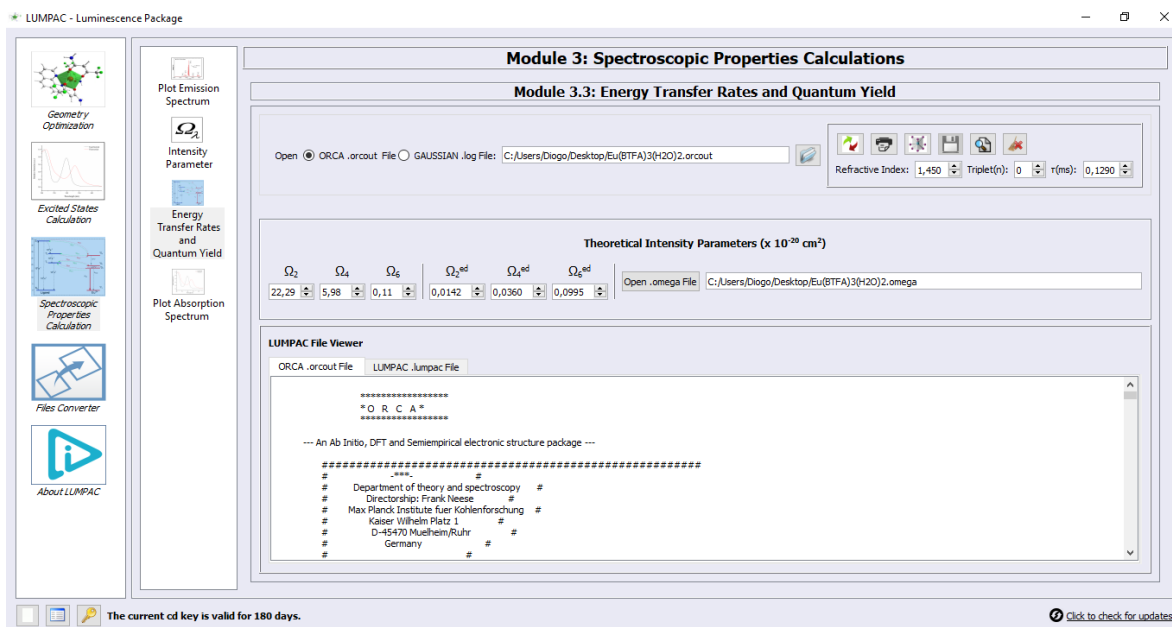 LUMPAC - Luminescence Package
Geometry
Optimization
Excited States
Calculation
Spectroscopic
Properties
Calculation
Files Converter
About LUMPAC
Plot Emission
Spectrum
Ωλ
Intensity
Parameter
Energy
Transfer Rates
and
Quantum Yield
Plot Absorption
Spectrum
Module 3: Spectroscopic Properties Calculations
Module 3.3: Energy Transfer Rates and Quantum Yield
Open ORCA .orcout File GAUSSIAN .log File: C:/Users/Diogo/Desktop/Eu(BTFA)3(H2O)2.orcout
Refractive Index: 1,450 Triplet(n): 0 τ(ms): 0,1290
Theoretical Intensity Parameters (x 10⁻²⁰ cm²)
Ω₂ Ω₄ Ω₆ Ω₂ᵉᵈ Ω₄ᵉᵈ Ω₆ᵉᵈ
22,29 5,98 0,11 0,0142 0,0360 0,0995 Open .omega File C:/Users/Diogo/Desktop/Eu(BTFA)3(H2O)2.omega
LUMPAC File Viewer
ORCA .orcout File LUMPAC .lumpac File
*****************
* O R C A *
*****************
--- An Ab Initio, DFT and Semiempirical electronic structure package ---
#######################################################
# -***- #
# Department of theory and spectroscopy #
# Directorship: Frank Neese #
# Max Planck Institute fuer Kohlenforschung #
# Kaiser Wilhelm Platz 1 #
# D-45470 Muelheim/Ruhr #
# Germany #
# #
The current cd key is valid for 180 days.
Click to check for updates